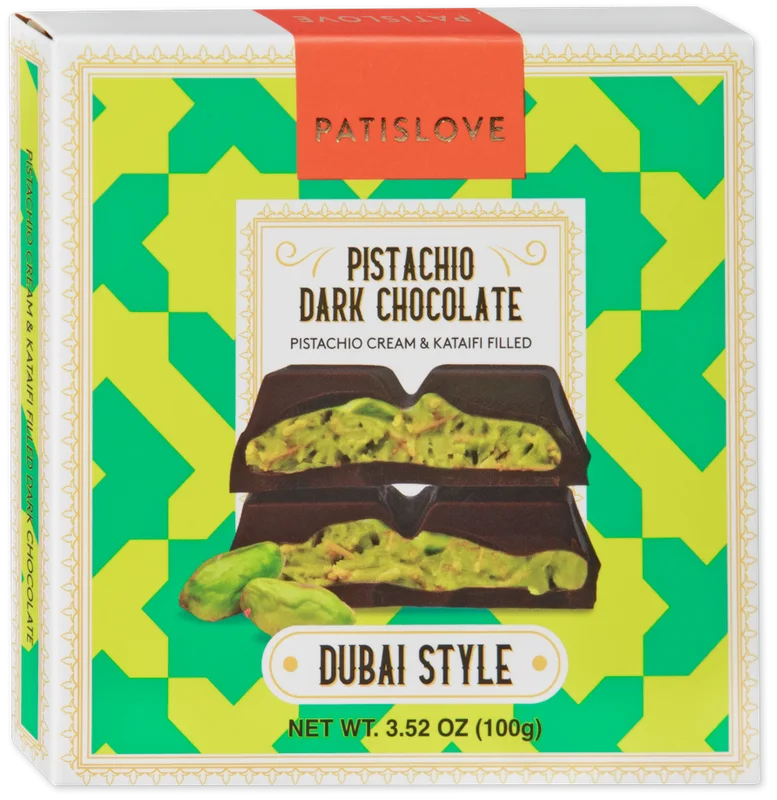 PATISLOVE
PATISLOVE
PISTACHIO
DARK CHOCOLATE
PISTACHIO CREAM & KATAIFI FILLED
DUBAI STYLE
NET WT. 3.52 OZ (100g)
PISTACHIO CREAM & KATAIFI FILLED DARK CHOCOLATE